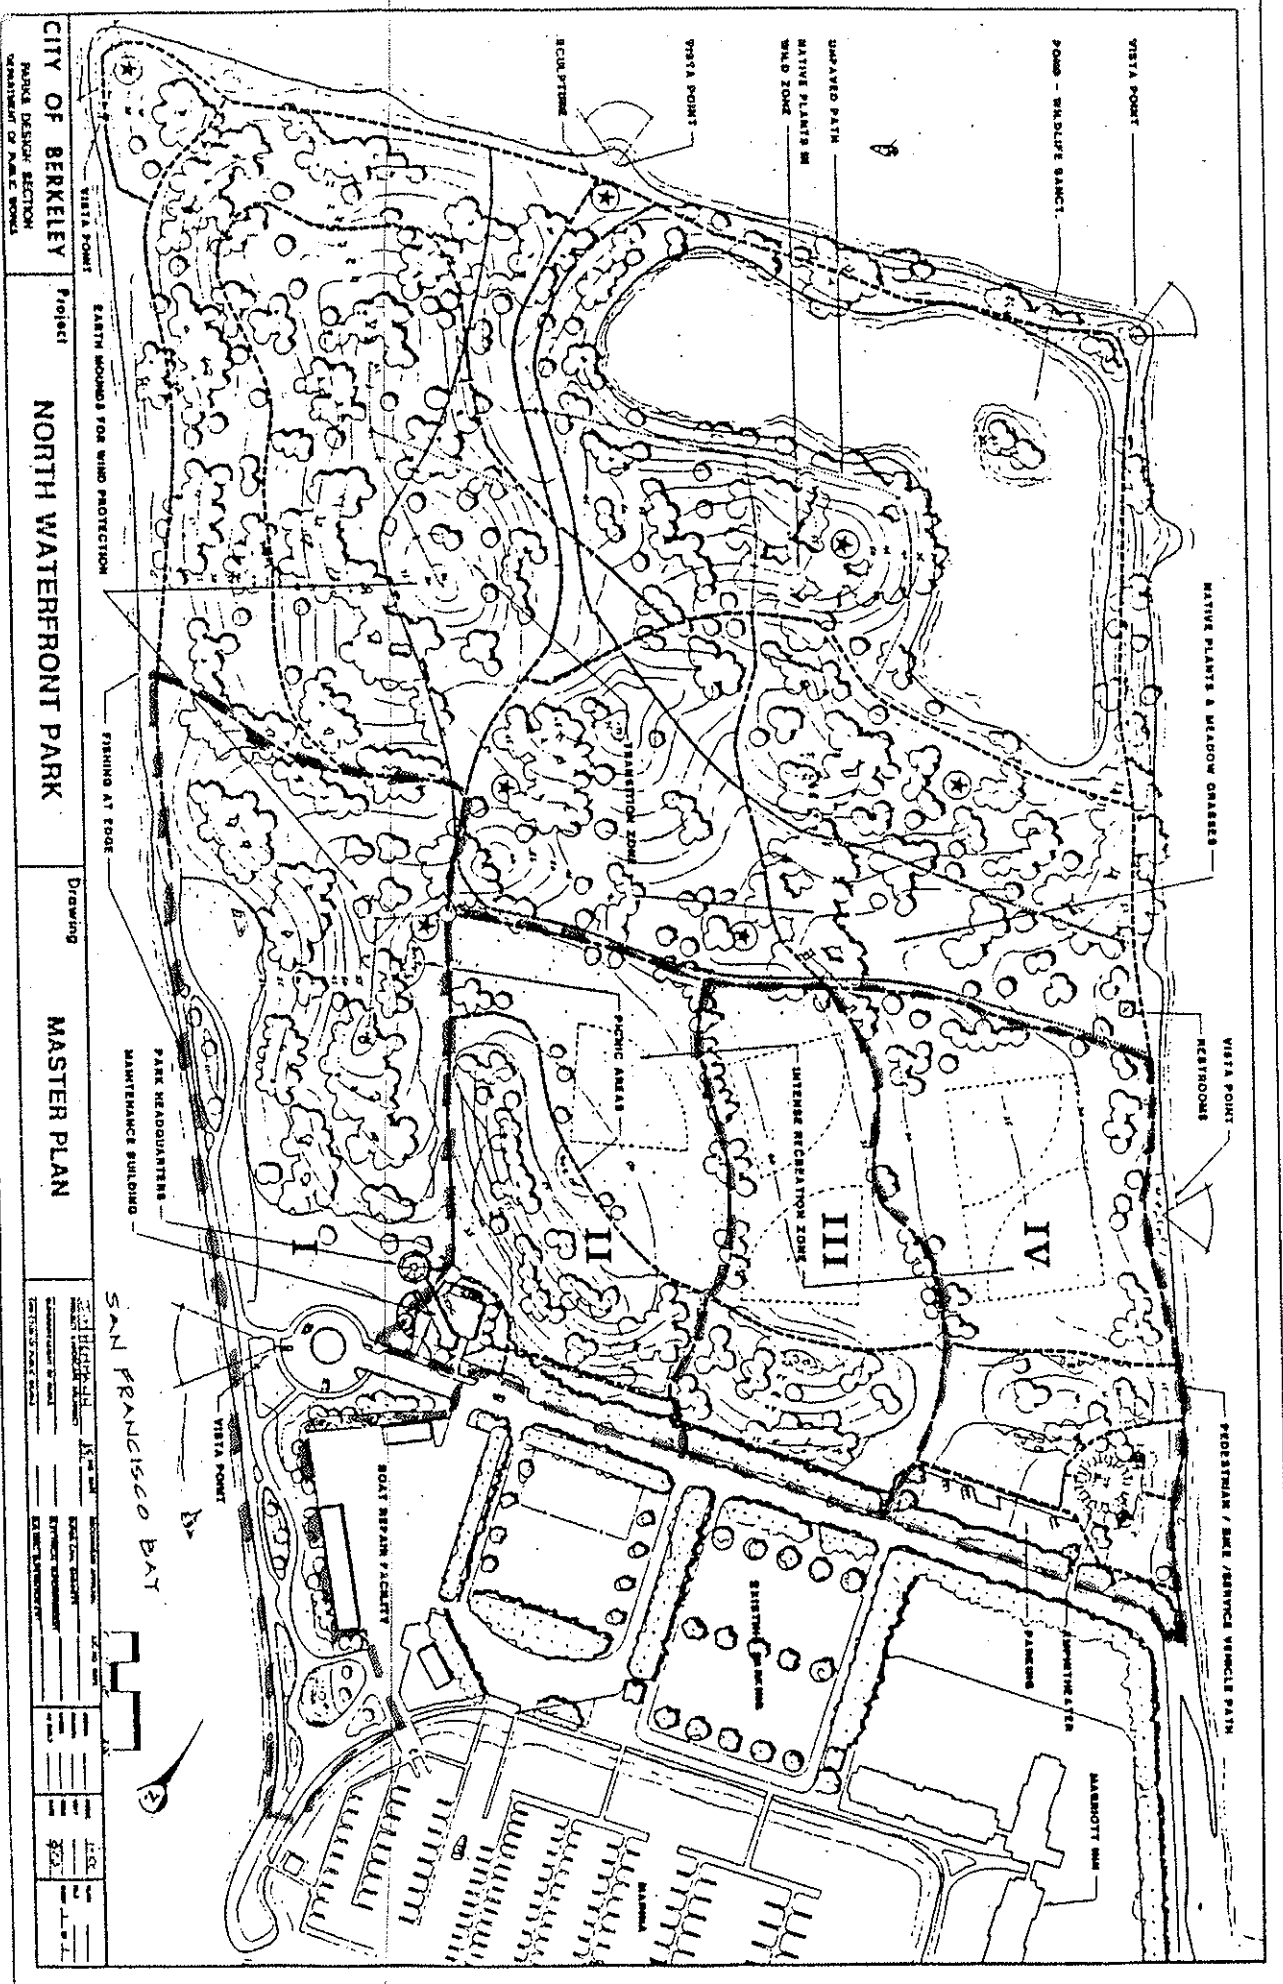 VISTA POINT
POND - WILDLIFE SANCT.
UNPAVED PATH
NATIVE PLANTS IN
WILD ZONE
VISTA POINT
SCULPTURE
NATIVE PLANTS & MEADOW GRASSES
VISTA POINT
RESTROOMS
PEDESTRIAN / BIKE / SERVICE VEHICLE PATH
TRANSITION ZONE
PICNIC AREAS
INTENSE RECREATION ZONE
IV
III
II
I
AMPHITHEATER
PARKING
MARRIOTT INN
EXISTING PARKING
MARINA
BOAT REPAIR FACILITY
VISTA POINT
PARK HEADQUARTERS
MAINTENANCE BUILDING
FISHING AT EDGE
EARTH MOUNDS FOR WIND PROTECTION
VISTA POINT
SAN FRANCISCO BAY
N
CITY OF BERKELEY
PARKS DESIGN SECTION
DEPARTMENT OF PUBLIC WORKS
Project
NORTH WATERFRONT PARK
Drawing
MASTER PLAN